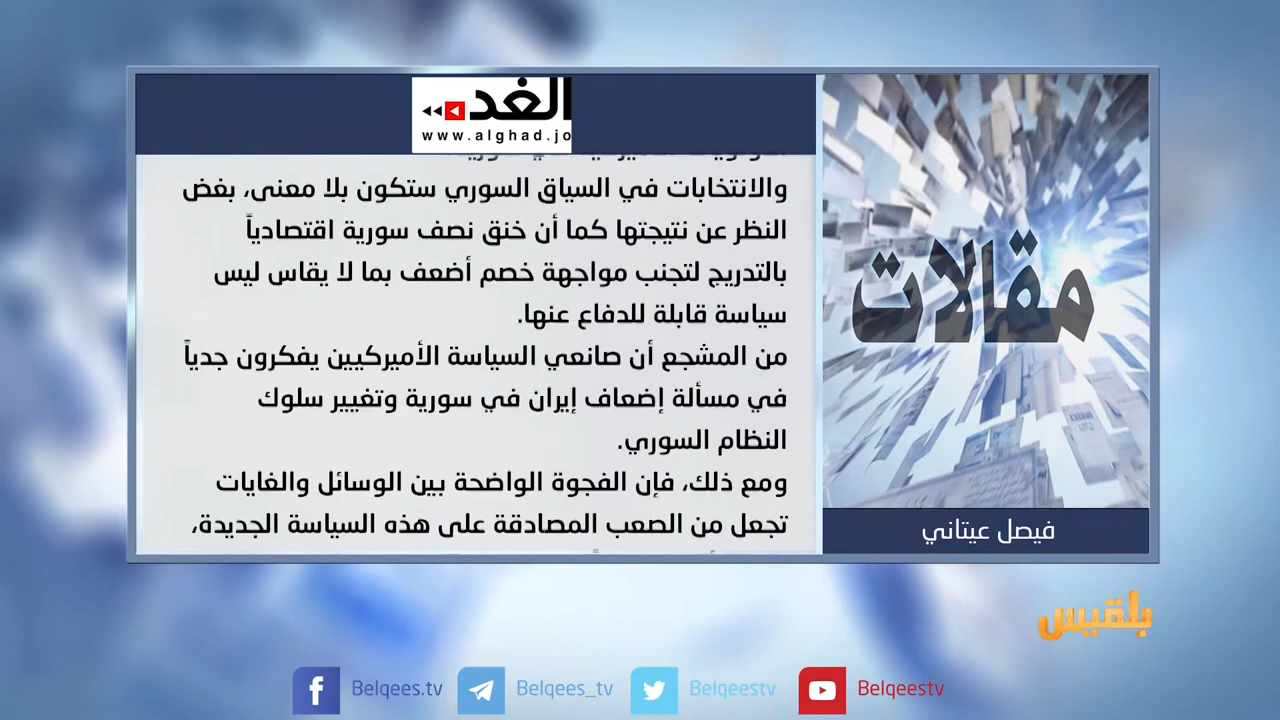 الغد
www.alghad.jo
والانتخابات في السياق السوري ستكون بلا معنى، بغض
النظر عن نتيجتها كما أن خنق نصف سورية اقتصادياً
بالتدريج لتجنب مواجهة خصم أضعف بما لا يقاس ليس
سياسة قابلة للدفاع عنها.
من المشجع أن صانعي السياسة الأميركيين يفكرون جدياً
في مسألة إضعاف إيران في سورية وتغيير سلوك
النظام السوري.
ومع ذلك، فإن الفجوة الواضحة بين الوسائل والغايات
تجعل من الصعب المصادقة على هذه السياسة الجديدة،
مقالات
فيصل عيتاني
بلقيس
Belqees.tv
Belqees_tv
Belqeestv
Belqeestv